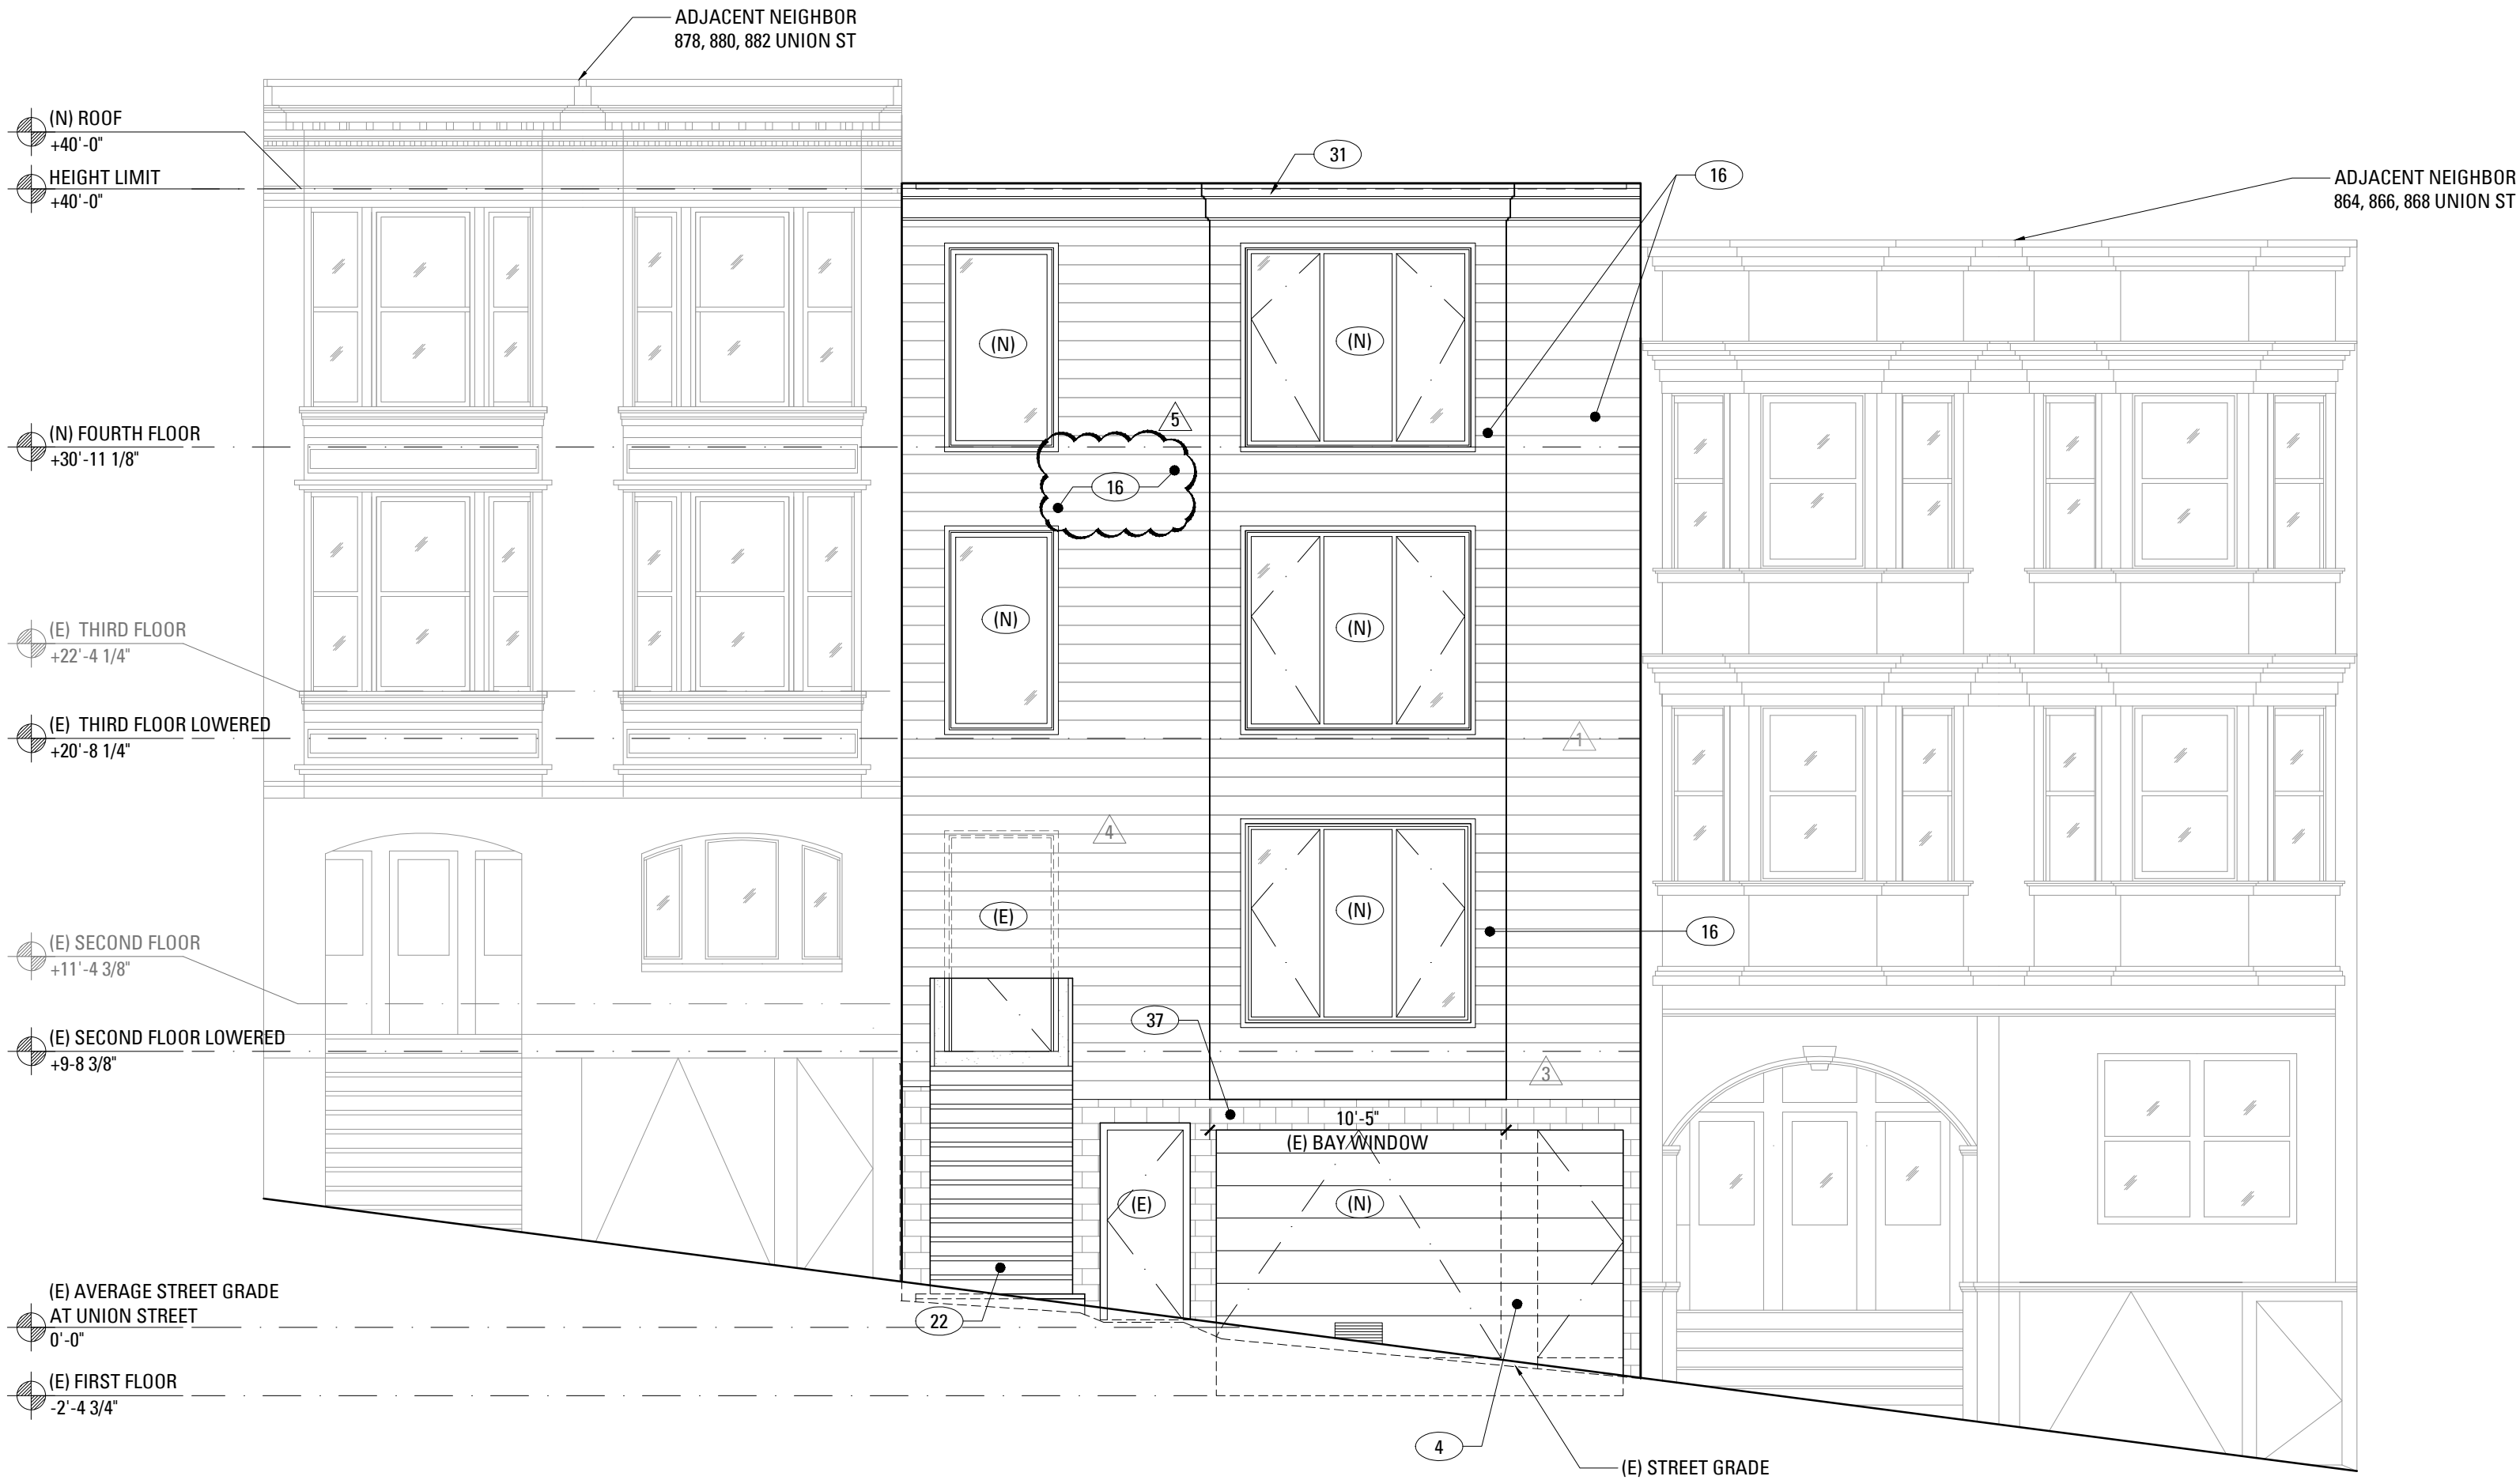 ADJACENT NEIGHBOR
878, 880, 882 UNION ST
(N) ROOF
+40'-0"
HEIGHT LIMIT
+40'-0"
31
16
ADJACENT NEIGHBOR
864, 866, 868 UNION ST
(N)
(N)
5
(N) FOURTH FLOOR
+30'-11 1/8"
16
(N)
(N)
(E) THIRD FLOOR
+22'-4 1/4"
(E) THIRD FLOOR LOWERED
+20'-8 1/4"
1
4
(E)
(N)
16
(E) SECOND FLOOR
+11'-4 3/8"
37
(E) SECOND FLOOR LOWERED
+9-8 3/8"
3
10'-5"
(E) BAY WINDOW
(E)
(N)
(E) AVERAGE STREET GRADE
AT UNION STREET
0'-0"
22
(E) FIRST FLOOR
-2'-4 3/4"
4
(E) STREET GRADE